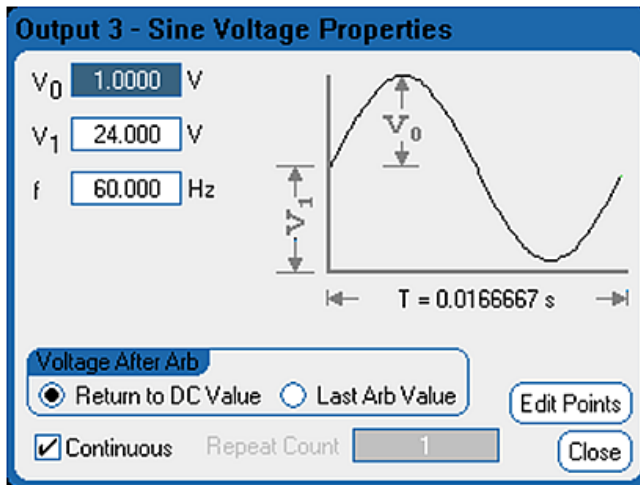 Output 3 - Sine Voltage Properties
V0 1.0000 V
V1 24.000 V
f 60.000 Hz
V0
V1
T = 0.0166667 s
Voltage After Arb
Return to DC Value Last Arb Value
Edit Points
Continuous Repeat Count 1
Close